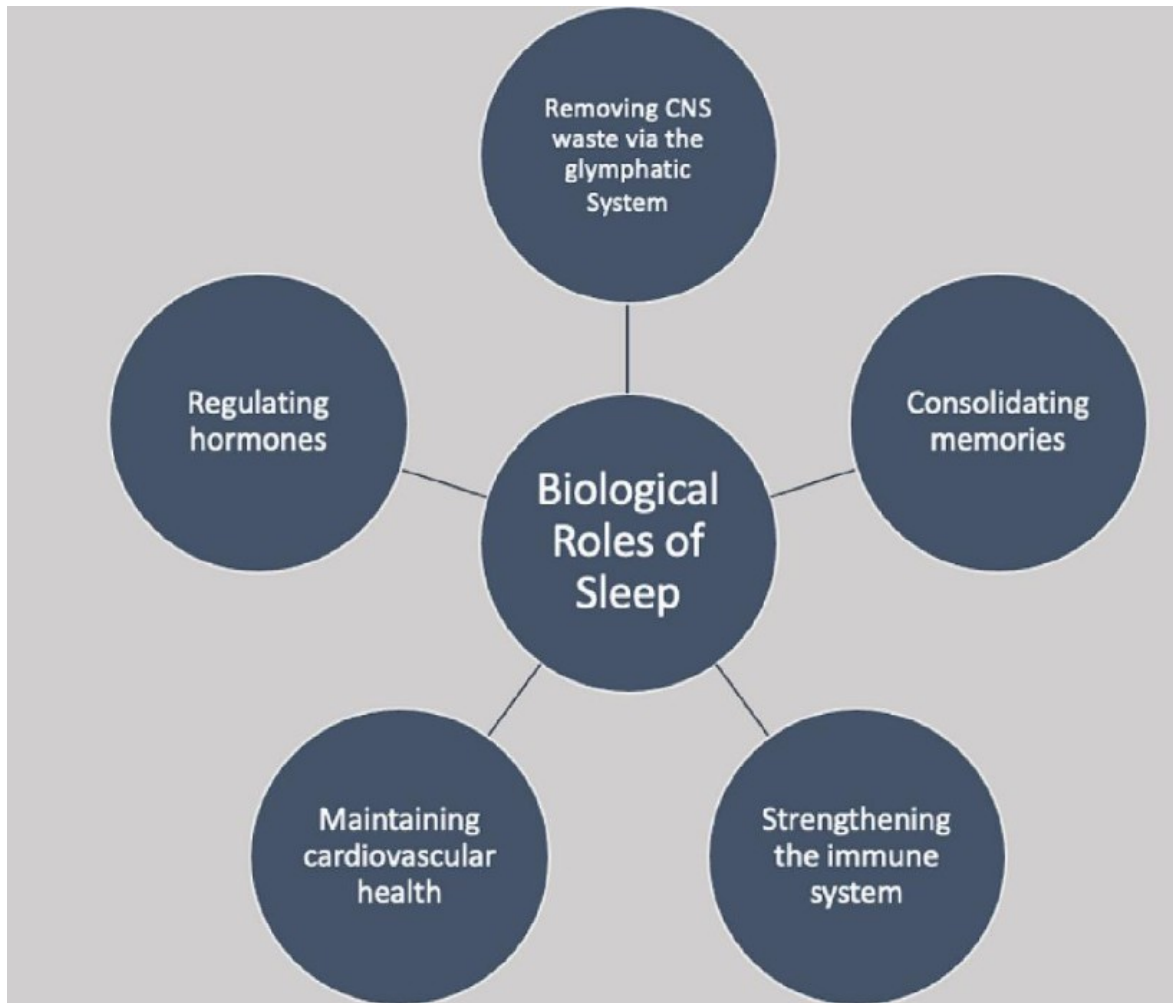 Removing CNS
waste via the
glymphatic
System
Regulating
hormones
Consolidating
memories
Biological
Roles of
Sleep
Maintaining
cardiovascular
health
Strengthening
the immune
system